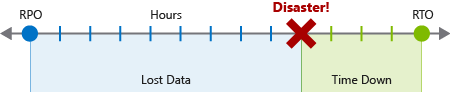 Disaster!
RPO
Hours
RTO
Lost Data
Time Down